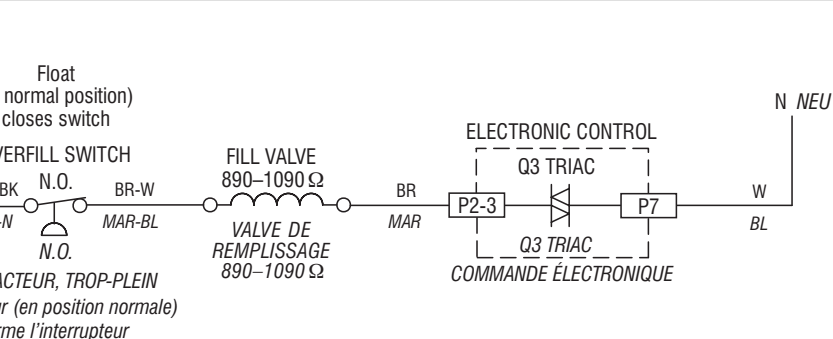 Float
normal position)
closes switch
VERFILL SWITCH
BK N.O. BR-W
-N MAR-BL
N.O.
ACTEUR, TROP-PLEIN
r (en position normale)
rme l'interrupteur
FILL VALVE
890–1090 Ω
VALVE DE
REMPLISSAGE
890–1090 Ω
BR
MAR
ELECTRONIC CONTROL
Q3 TRIAC
P2-3 P7
Q3 TRIAC
COMMANDE ÉLECTRONIQUE
W
BL
N NEU